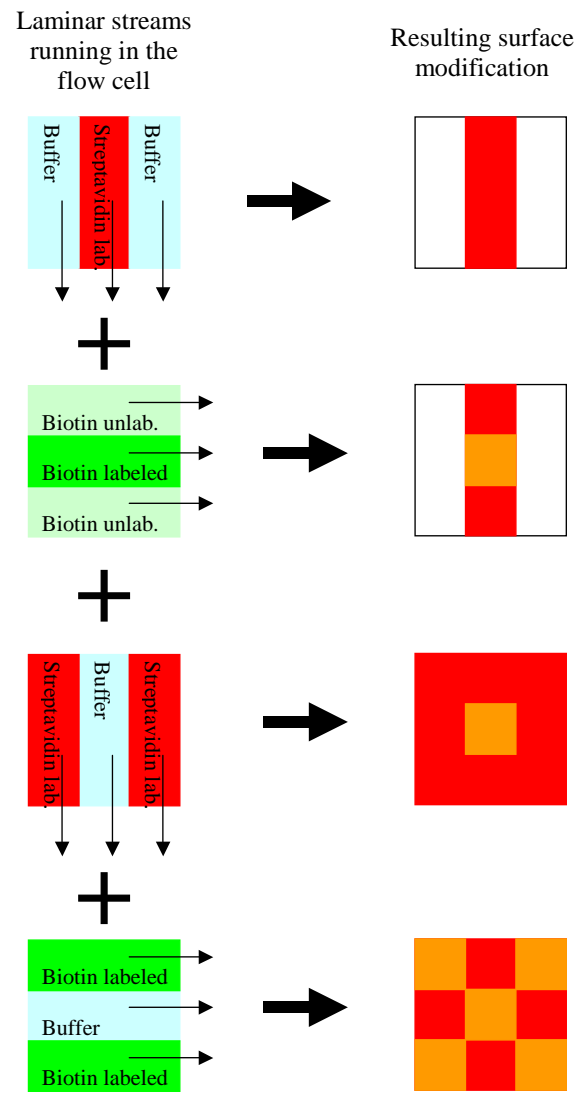 Laminar streams
running in the
flow cell
Resulting surface
modification
Buffer
Streptavidin lab.
Buffer
Biotin unlab.
Biotin labeled
Biotin unlab.
Streptavidin lab.
Buffer
Streptavidin lab.
Biotin labeled
Buffer
Biotin labeled